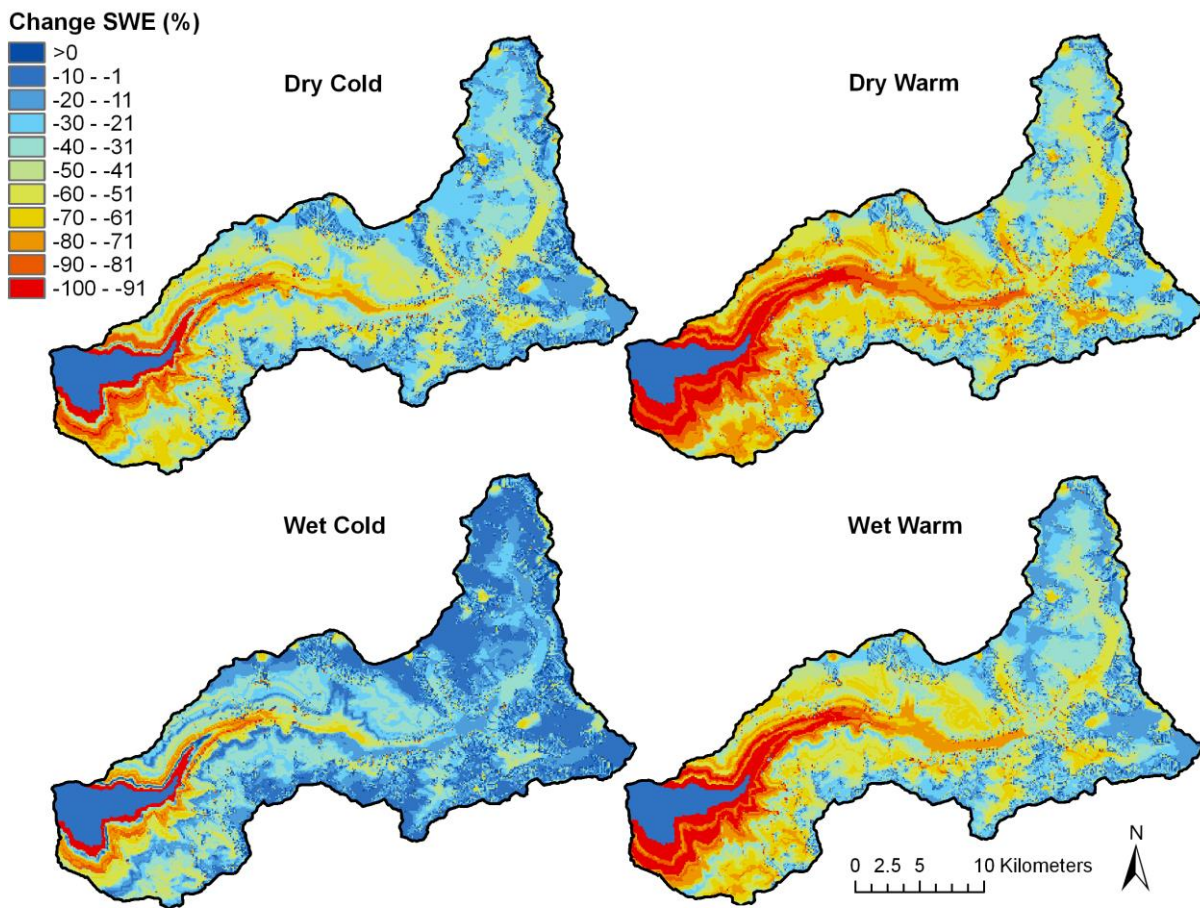 Change SWE (%)
>0
-10 - -1
-20 - -11
-30 - -21
-40 - -31
-50 - -41
-60 - -51
-70 - -61
-80 - -71
-90 - -81
-100 - -91
Dry Cold
Dry Warm
Wet Cold
Wet Warm
0 2.5 5 10 Kilometers
N